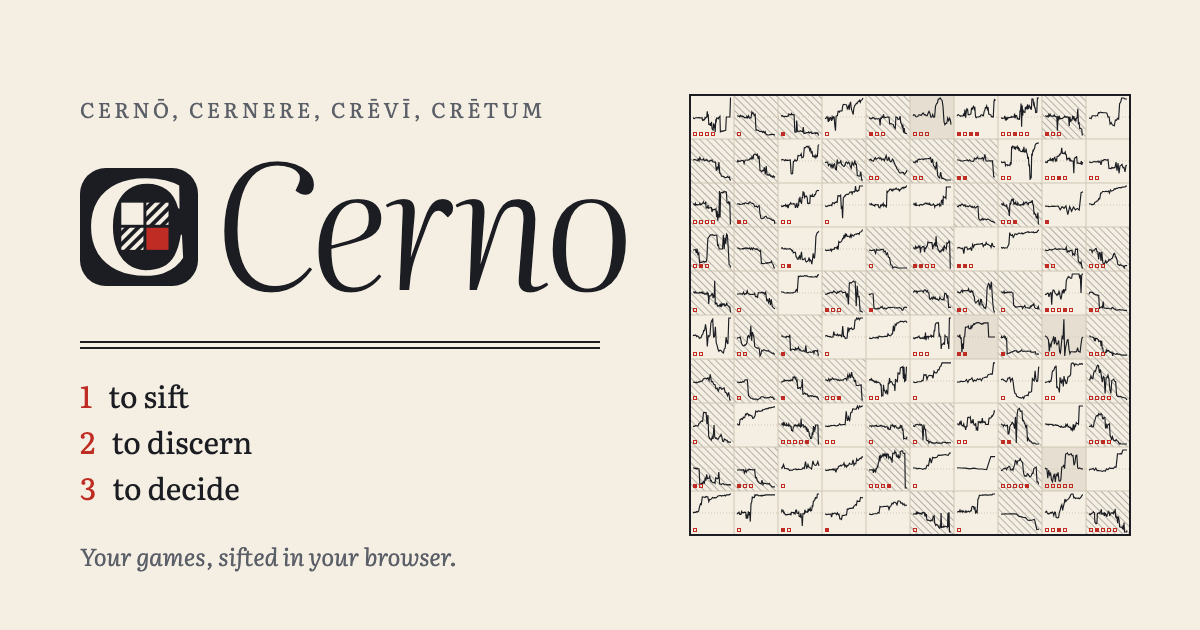 CERNŌ, CERNERE, CRĒVĪ, CRĒTUM
C Cerno
1 to sift
2 to discern
3 to decide
Your games, sifted in your browser.